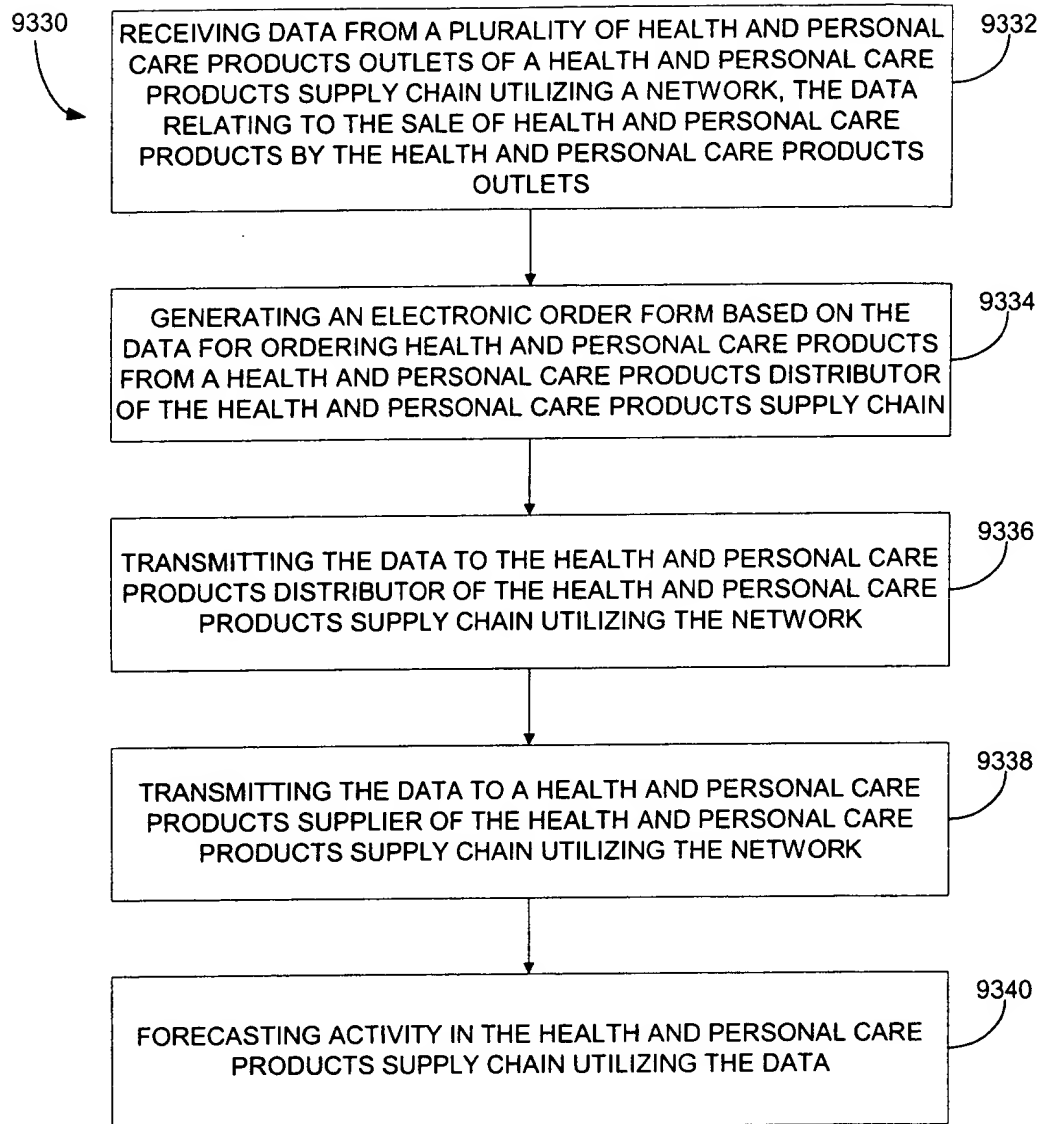 9330
9332
RECEIVING DATA FROM A PLURALITY OF HEALTH AND PERSONAL
CARE PRODUCTS OUTLETS OF A HEALTH AND PERSONAL CARE
PRODUCTS SUPPLY CHAIN UTILIZING A NETWORK, THE DATA
RELATING TO THE SALE OF HEALTH AND PERSONAL CARE
PRODUCTS BY THE HEALTH AND PERSONAL CARE PRODUCTS
OUTLETS
9334
GENERATING AN ELECTRONIC ORDER FORM BASED ON THE
DATA FOR ORDERING HEALTH AND PERSONAL CARE PRODUCTS
FROM A HEALTH AND PERSONAL CARE PRODUCTS DISTRIBUTOR
OF THE HEALTH AND PERSONAL CARE PRODUCTS SUPPLY CHAIN
9336
TRANSMITTING THE DATA TO THE HEALTH AND PERSONAL CARE
PRODUCTS DISTRIBUTOR OF THE HEALTH AND PERSONAL CARE
PRODUCTS SUPPLY CHAIN UTILIZING THE NETWORK
9338
TRANSMITTING THE DATA TO A HEALTH AND PERSONAL CARE
PRODUCTS SUPPLIER OF THE HEALTH AND PERSONAL CARE
PRODUCTS SUPPLY CHAIN UTILIZING THE NETWORK
9340
FORECASTING ACTIVITY IN THE HEALTH AND PERSONAL CARE
PRODUCTS SUPPLY CHAIN UTILIZING THE DATA